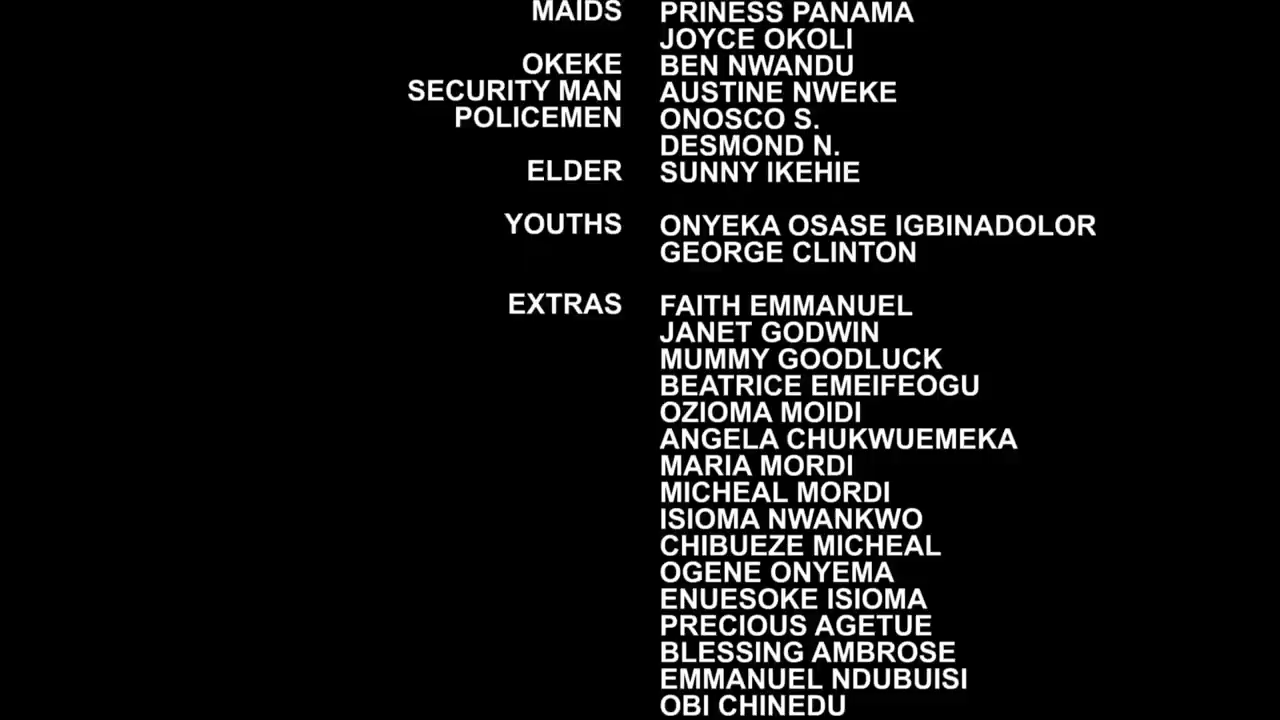 MAIDS PRINESS PANAMA
JOYCE OKOLI
OKEKE BEN NWANDU
SECURITY MAN AUSTINE NWEKE
POLICEMEN ONOSCO S.
DESMOND N.
ELDER SUNNY IKEHIE
YOUTHS ONYEKA OSASE IGBINADOLOR
GEORGE CLINTON
EXTRAS FAITH EMMANUEL
JANET GODWIN
MUMMY GOODLUCK
BEATRICE EMEIFEOGU
OZIOMA MOIDI
ANGELA CHUKWUEMEKA
MARIA MORDI
MICHEAL MORDI
ISIOMA NWANKWO
CHIBUEZE MICHEAL
OGENE ONYEMA
ENUESOKE ISIOMA
PRECIOUS AGETUE
BLESSING AMBROSE
EMMANUEL NDUBUISI
OBI CHINEDU